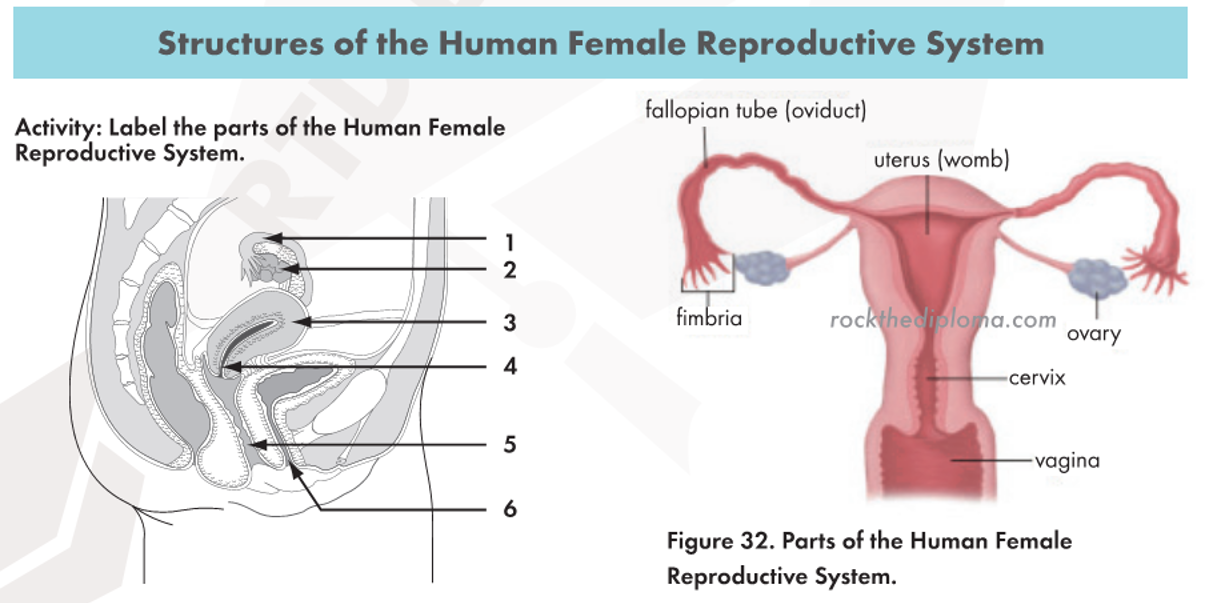 Structures of the Human Female Reproductive System
Activity: Label the parts of the Human Female
Reproductive System.
1
2
3
4
5
6
fallopian tube (oviduct)
uterus (womb)
fimbria
rockthediploma.com
ovary
cervix
vagina
Figure 32. Parts of the Human Female
Reproductive System.